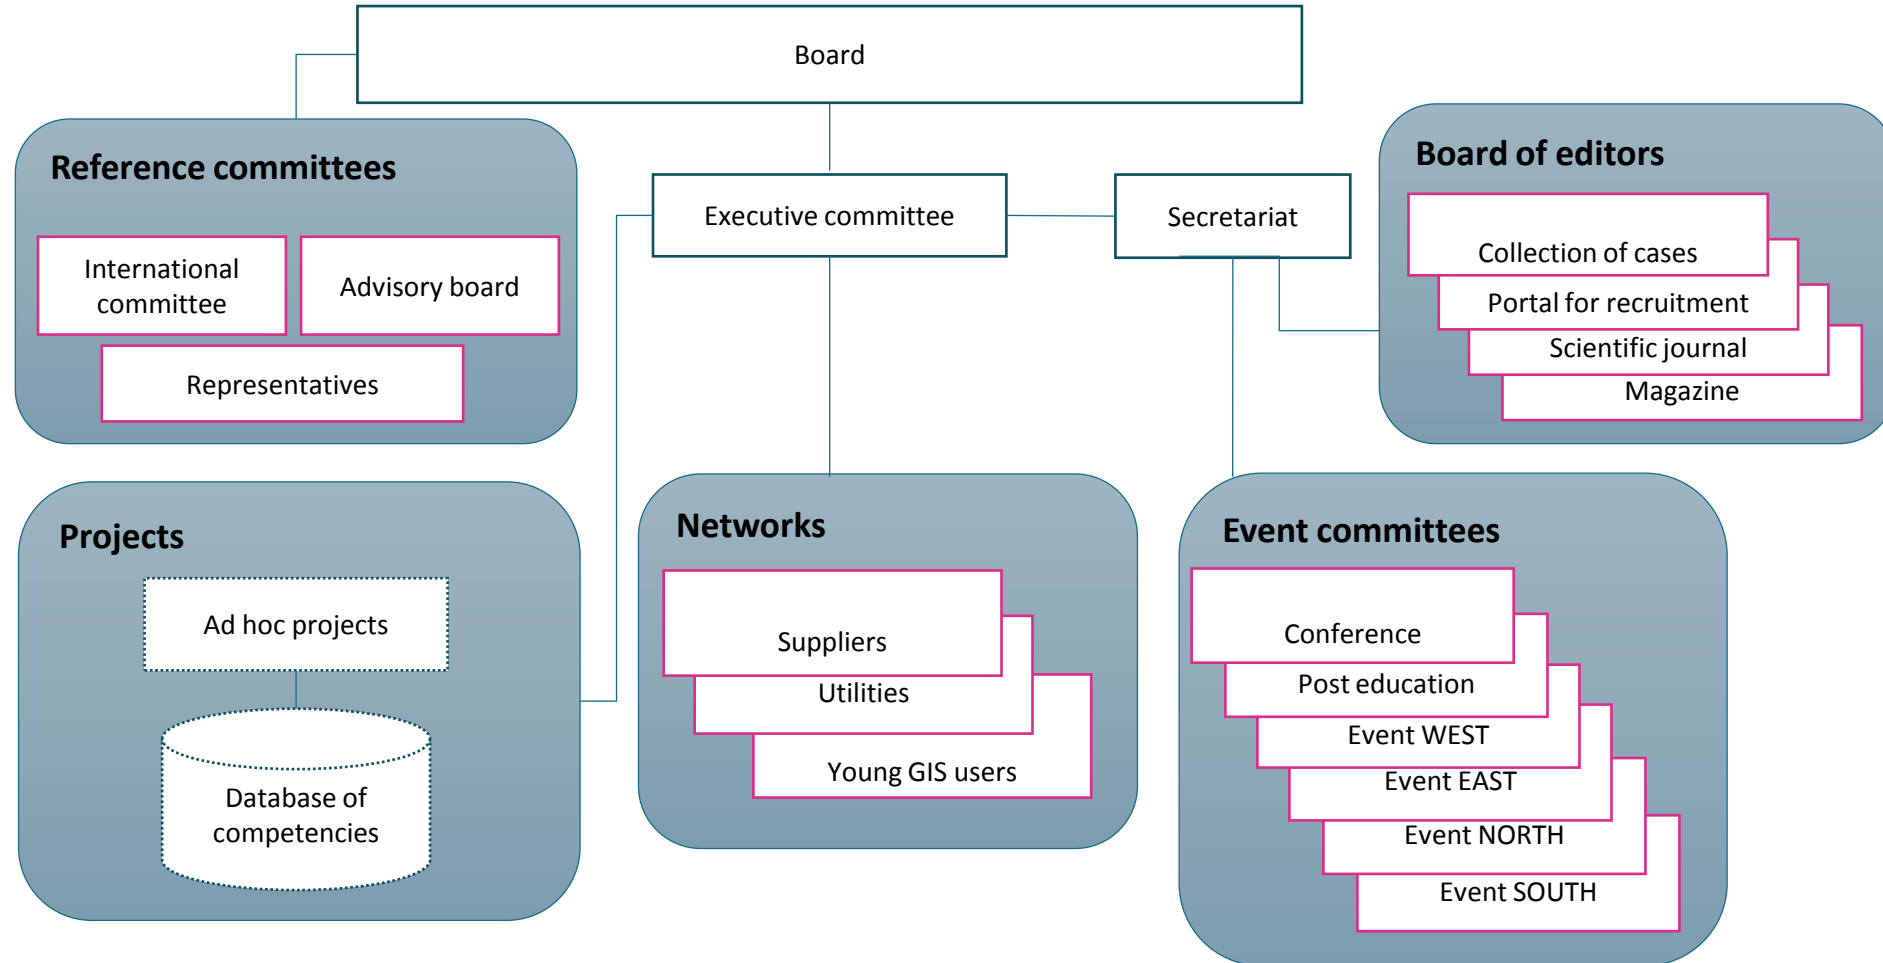 Board
Reference committees
International
committee
Advisory board
Representatives
Executive committee
Secretariat
Board of editors
Collection of cases
Portal for recruitment
Scientific journal
Magazine
Projects
Ad hoc projects
Database of
competencies
Networks
Suppliers
Utilities
Young GIS users
Event committees
Conference
Post education
Event WEST
Event EAST
Event NORTH
Event SOUTH